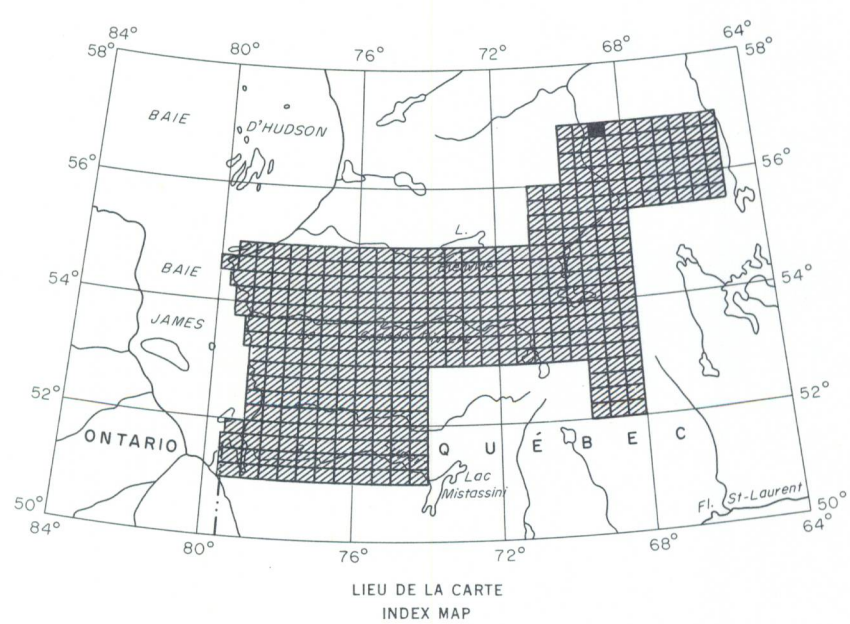 84° 80° 76° 72° 68° 64°
58° 58°
BAIE
D'HUDSON
56° 56°
L.
BAIE
54° 54°
JAMES
52° 52°
ONTARIO
QUÉBEC
Lac
Mistassini
Fl. St-Laurent
50° 50°
84° 80° 76° 72° 68° 64°
LIEU DE LA CARTE
INDEX MAP